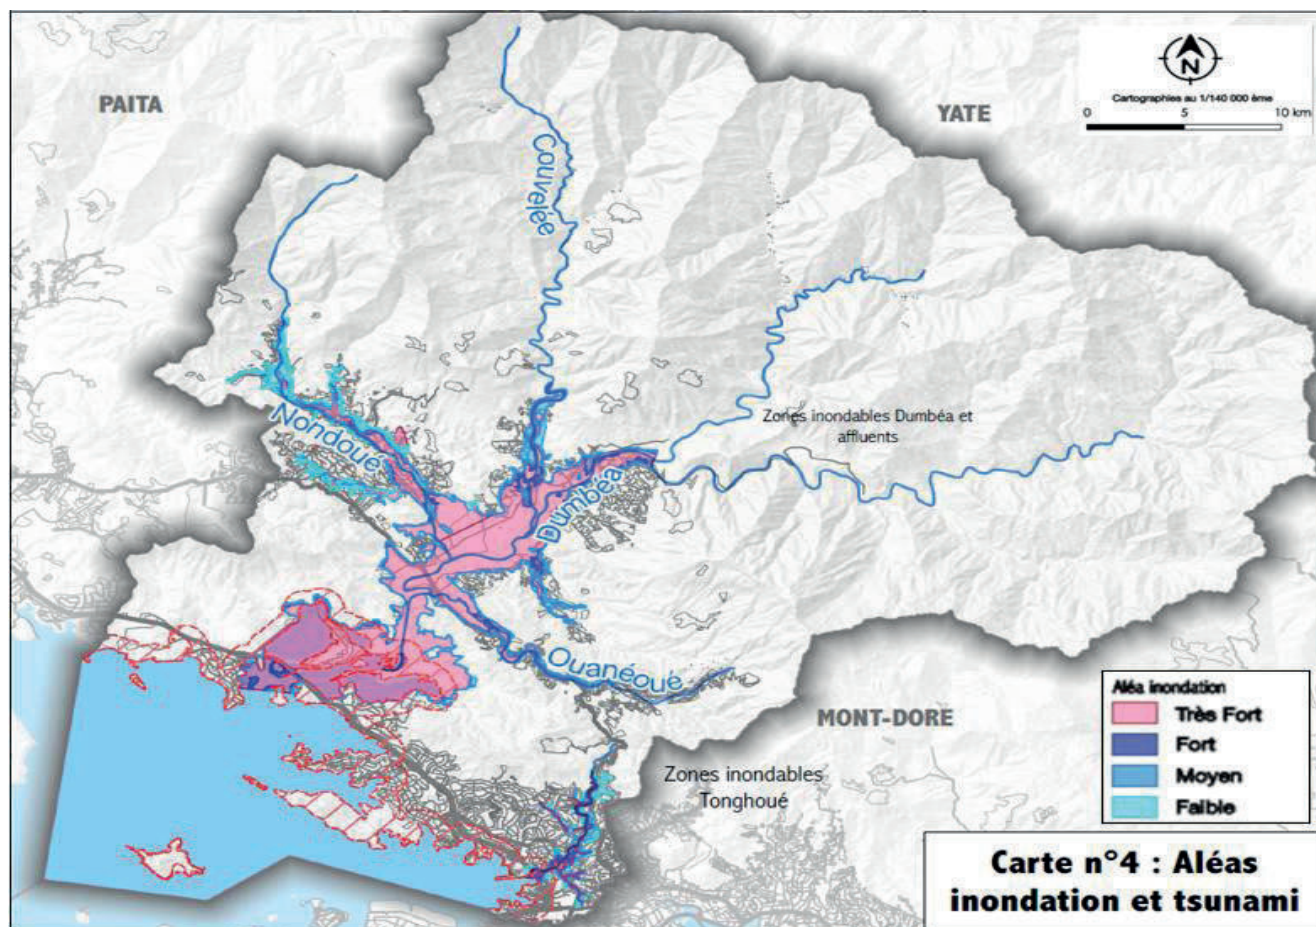 PAITA
YATE
N
Cartographies au 1/140 000 ème
0 5 10 km
Couvelée
Nondoué
Zones inondables Dumbéa et
affluents
Dumbéa
Ouanéoue
MONT-DORE
Zones inondables
Tonghoué
Aléa inondation
Très Fort
Fort
Moyen
Faible
Carte n°4 : Aléas
inondation et tsunami